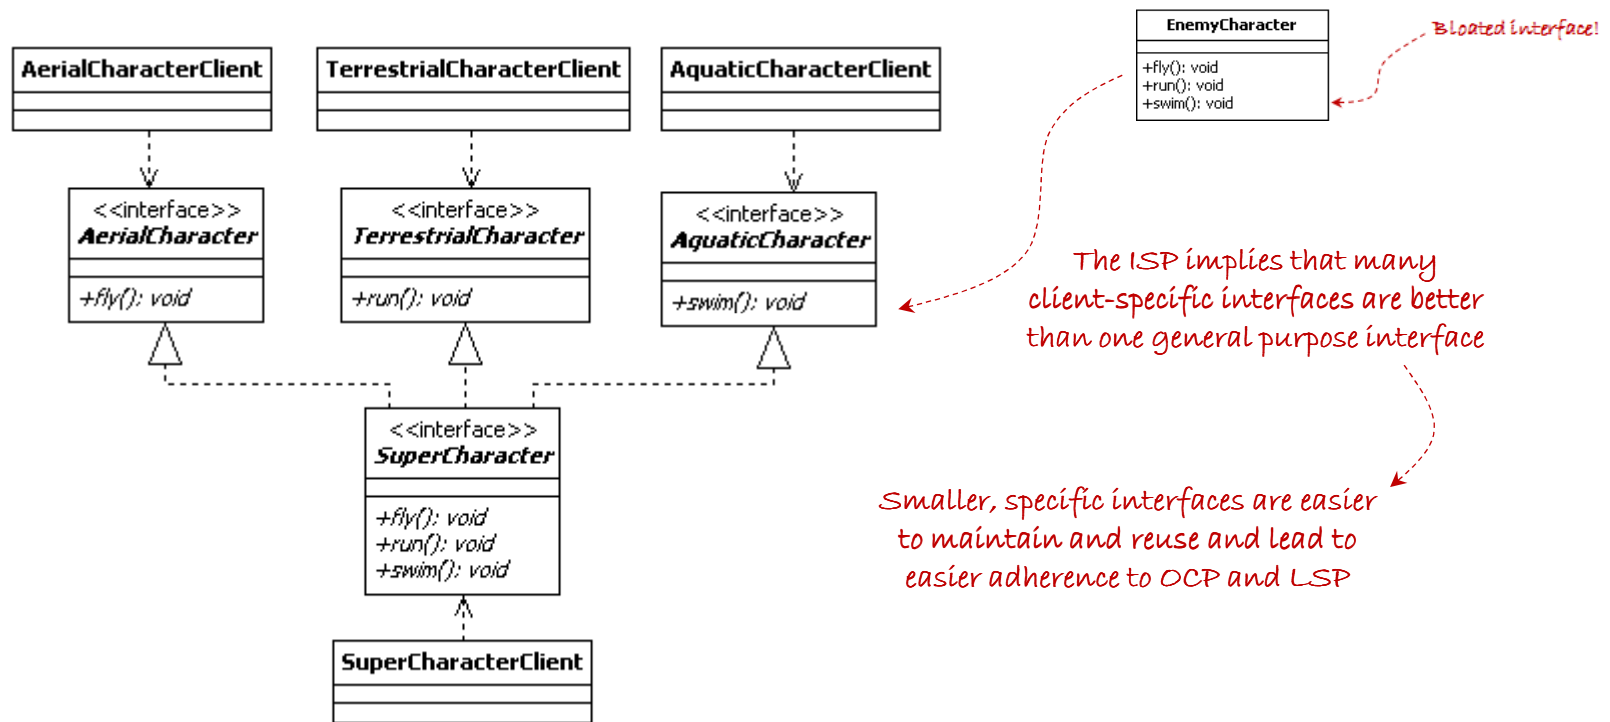 AerialCharacterClient
TerrestrialCharacterClient
AquaticCharacterClient
EnemyCharacter
+fly(): void
+run(): void
+swim(): void
Bloated interface!
<<interface>>
AerialCharacter
+fly(): void
<<interface>>
TerrestrialCharacter
+run(): void
<<interface>>
AquaticCharacter
+swim(): void
The ISP implies that many
client-specific interfaces are better
than one general purpose interface
<<interface>>
SuperCharacter
+fly(): void
+run(): void
+swim(): void
Smaller, specific interfaces are easier
to maintain and reuse and lead to
easier adherence to OCP and LSP
SuperCharacterClient